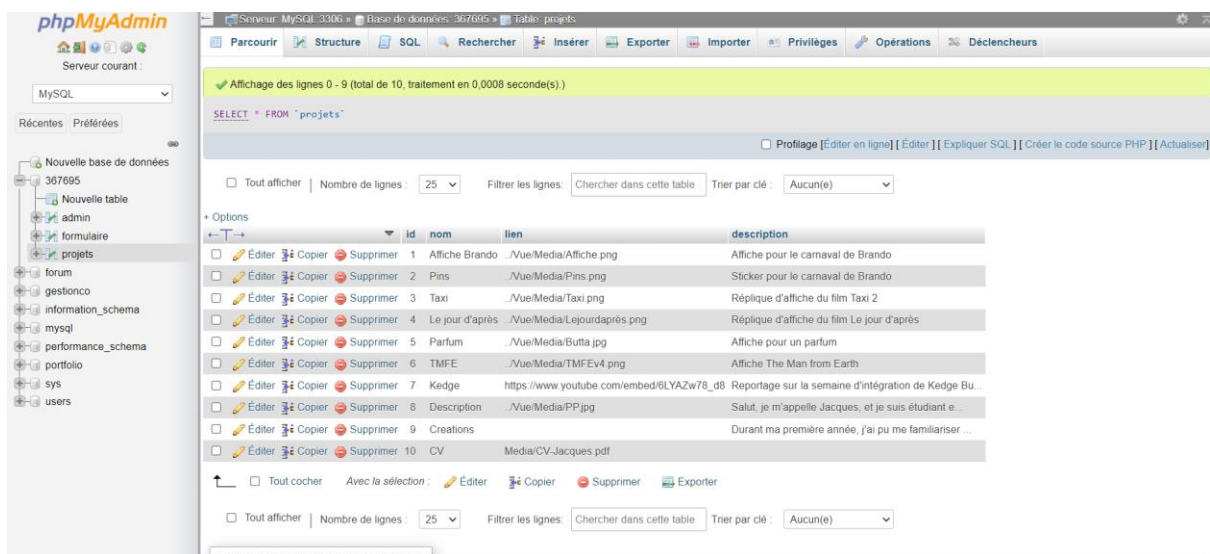 phpMyAdmin
Serveur courant :
MySQL
Récentes Préférées
Nouvelle base de données
367695
Nouvelle table
admin
formulaire
projets
forum
gestionco
information_schema
mysql
performance_schema
portfolio
sys
users
Serveur: MySQL:3306 » Base de données: 367695 » Table: projets
Parcourir Structure SQL Rechercher Insérer Exporter Importer Privilèges Opérations Déclencheurs
Affichage des lignes 0 - 9 (total de 10, traitement en 0,0008 seconde(s).)
SELECT * FROM `projets`
Profilage [Éditer en ligne] [ Éditer ] [ Expliquer SQL ] [ Créer le code source PHP ] [ Actualiser]
Tout afficher | Nombre de lignes : 25 Filtrer les lignes: Chercher dans cette table Trier par clé : Aucun(e)
+ Options
←T→ id nom lien description
Éditer Copier Supprimer 1 Affiche Brando ../Vue/Media/Affiche.png Affiche pour le carnaval de Brando
Éditer Copier Supprimer 2 Pins ../Vue/Media/Pins.png Sticker pour le carnaval de Brando
Éditer Copier Supprimer 3 Taxi ../Vue/Media/Taxi.png Réplique d'affiche du film Taxi 2
Éditer Copier Supprimer 4 Le jour d'après ../Vue/Media/Lejourdaprès.png Réplique d'affiche du film Le jour d'après
Éditer Copier Supprimer 5 Parfum ../Vue/Media/Butta.jpg Affiche pour un parfum
Éditer Copier Supprimer 6 TMFE ../Vue/Media/TMFEv4.png Affiche The Man from Earth
Éditer Copier Supprimer 7 Kedge https://www.youtube.com/embed/6LYAZw78_d8 Reportage sur la semaine d'intégration de Kedge Bu...
Éditer Copier Supprimer 8 Description ../Vue/Media/PP.jpg Salut, je m'appelle Jacques, et je suis étudiant e...
Éditer Copier Supprimer 9 Creations Durant ma première année, j'ai pu me familiariser ...
Éditer Copier Supprimer 10 CV Media/CV-Jacques.pdf
Tout cocher Avec la sélection : Éditer Copier Supprimer Exporter
Tout afficher | Nombre de lignes : 25 Filtrer les lignes: Chercher dans cette table Trier par clé : Aucun(e)